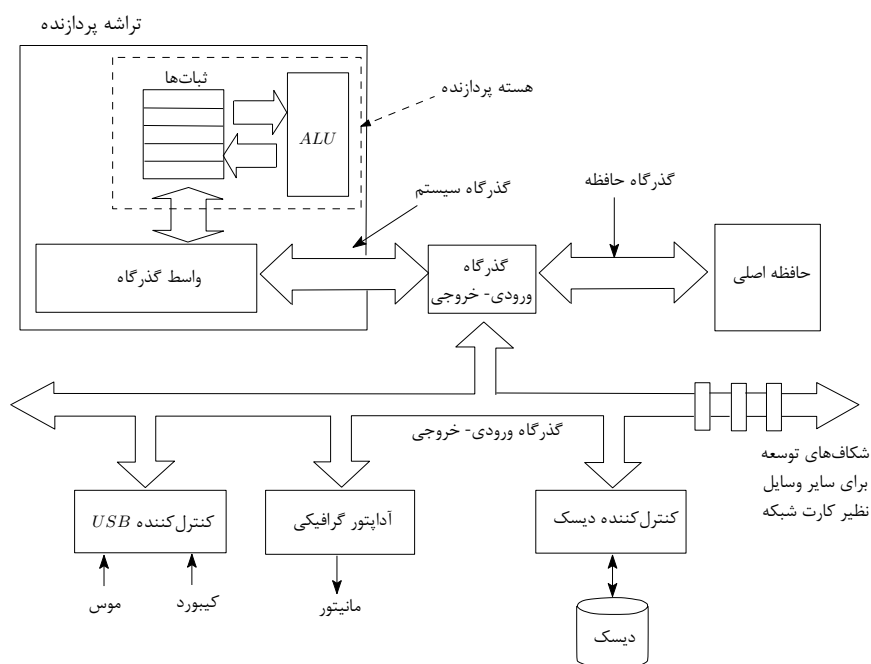 تراشه پردازنده
ثبات‌ها
هسته پردازنده
ALU
گذرگاه سیستم
گذرگاه حافظه
واسط گذرگاه
گذرگاه
ورودی- خروجی
حافظه اصلی
گذرگاه ورودی- خروجی
شکاف‌های توسعه
برای سایر وسایل
نظیر کارت شبکه
کنترل‌کننده دیسک
آداپتور گرافیکی
کنترل‌کننده USB
دیسک
مانیتور
کیبورد
موس